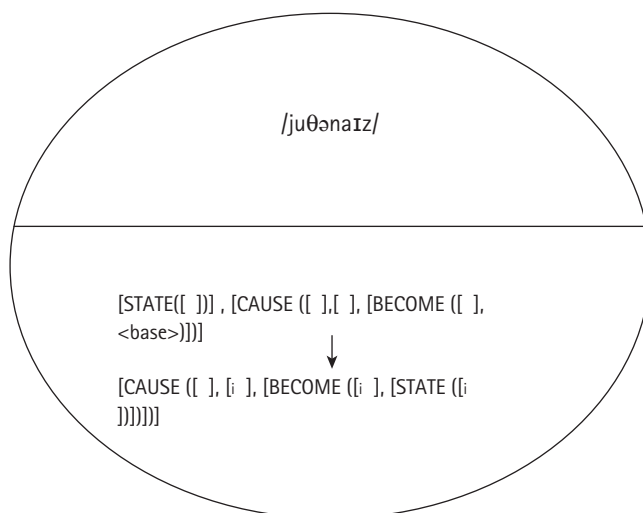 /juθənaɪz/
[STATE([ ])] , [CAUSE ([ ],[ ], [BECOME ([ ],
<base>)])]
[CAUSE ([ ], [i ], [BECOME ([i ], [STATE ([i
])])])]